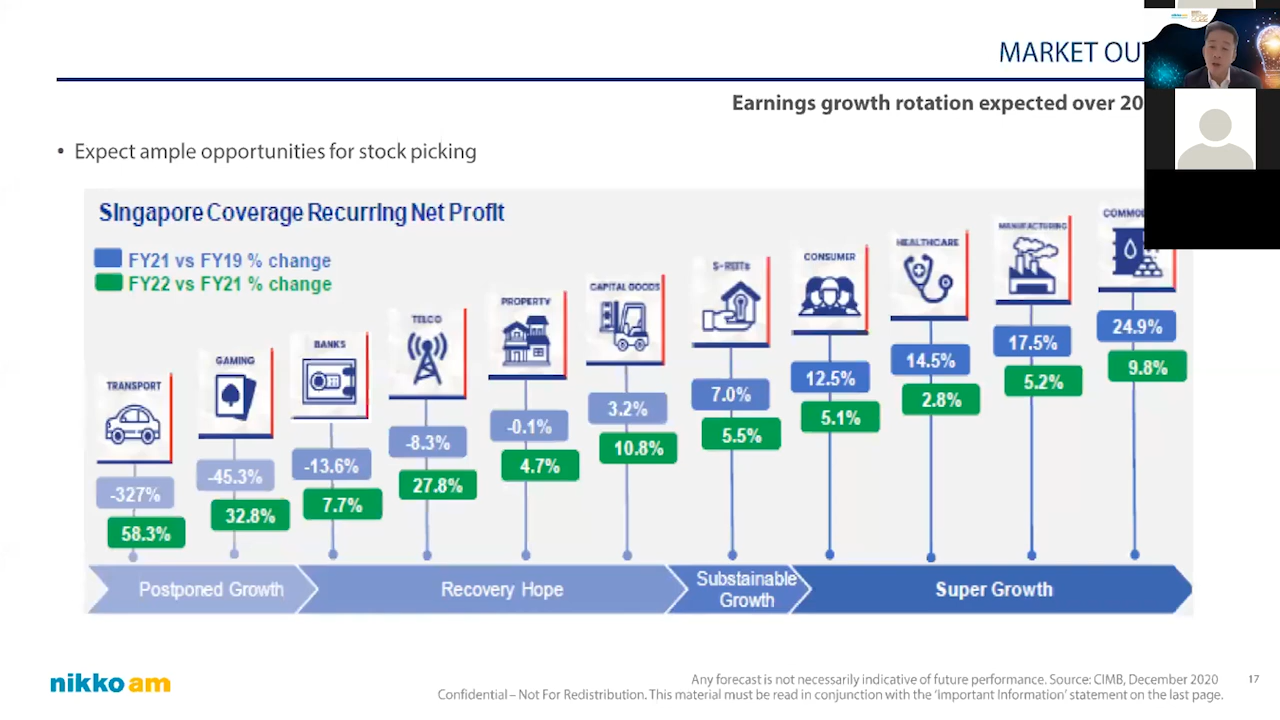 MARKET OUT
Earnings growth rotation expected over 20
• Expect ample opportunities for stock picking
Singapore Coverage Recurring Net Profit
FY21 vs FY19 % change
FY22 vs FY21 % change
TRANSPORT
-327%
58.3%
GAMING
-45.3%
32.8%
BANKS
-13.6%
7.7%
TELCO
-8.3%
27.8%
PROPERTY
-0.1%
4.7%
CAPITAL GOODS
3.2%
10.8%
S-REITs
7.0%
5.5%
CONSUMER
12.5%
5.1%
HEALTHCARE
14.5%
2.8%
MANUFACTURING
17.5%
5.2%
COMMOD
24.9%
9.8%
Postponed Growth
Recovery Hope
Substainable
Growth
Super Growth
nikko am
Any forecast is not necessarily indicative of future performance. Source: CIMB, December 2020
17
Confidential – Not For Redistribution. This material must be read in conjunction with the ‘Important Information’ statement on the last page.
nikko am